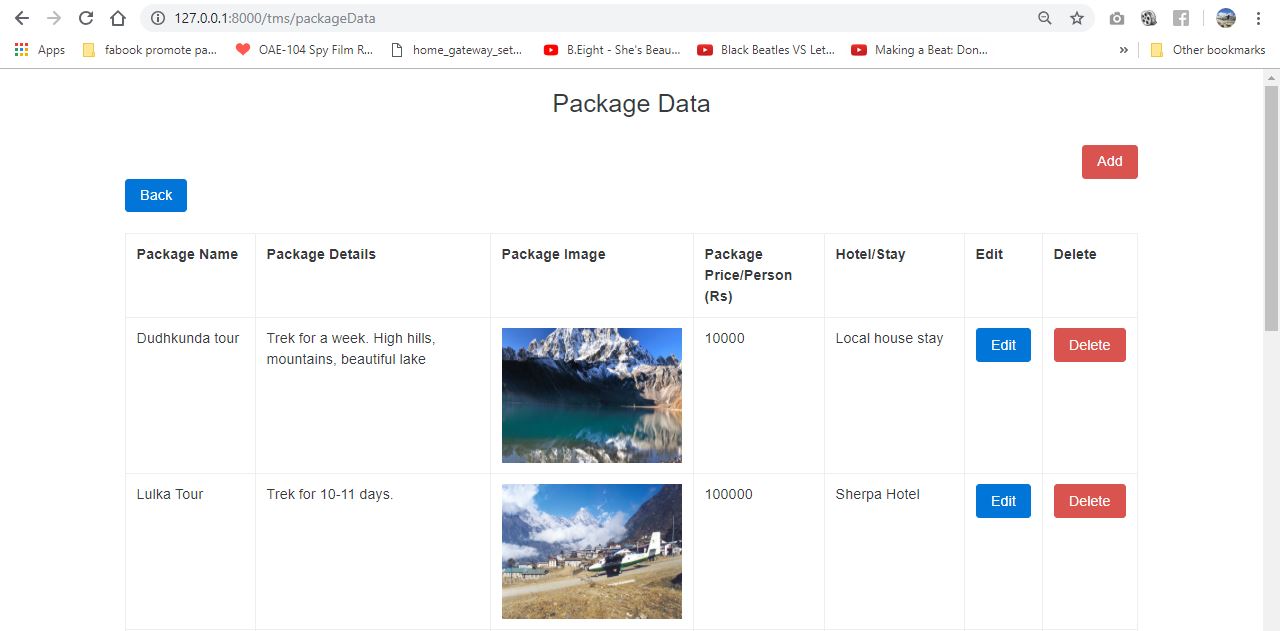 127.0.0.1:8000/tms/packageData
Apps fabook promote pa... OAE-104 Spy Film R... home_gateway_set... B.Eight - She's Beau... Black Beatles VS Let... Making a Beat: Don... » Other bookmarks
Package Data
Add
Back
Package Name Package Details Package Image Package Price/Person (Rs) Hotel/Stay Edit Delete
Dudhkunda tour Trek for a week. High hills, mountains, beautiful lake 10000 Local house stay Edit Delete
Lulka Tour Trek for 10-11 days. 100000 Sherpa Hotel Edit Delete